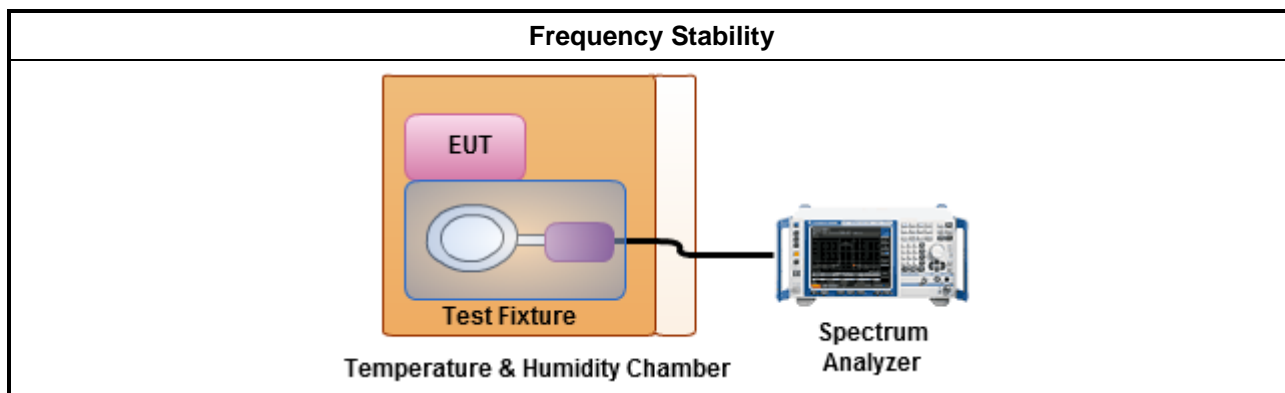 Frequency Stability
EUT
Test Fixture
Temperature & Humidity Chamber
Spectrum
Analyzer